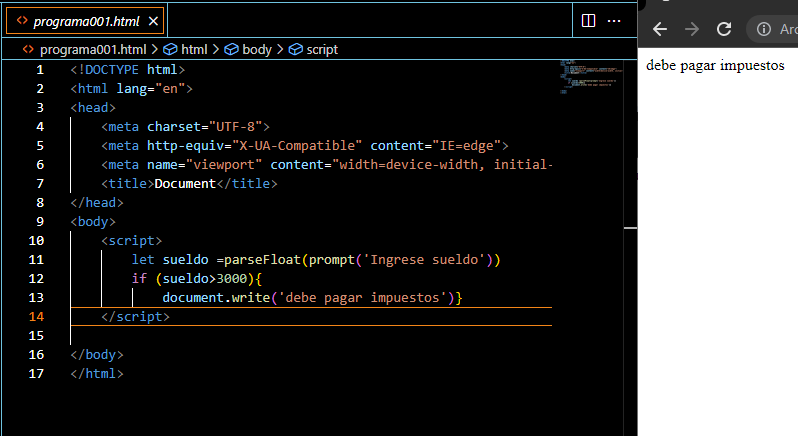 programa001.html
programa001.html > html > body > script
1 <!DOCTYPE html>
2 <html lang="en">
3 <head>
4 <meta charset="UTF-8">
5 <meta http-equiv="X-UA-Compatible" content="IE=edge">
6 <meta name="viewport" content="width=device-width, initial-
7 <title>Document</title>
8 </head>
9 <body>
10 <script>
11 let sueldo =parseFloat(prompt('Ingrese sueldo'))
12 if (sueldo>3000){
13 document.write('debe pagar impuestos')}
14 </script>
15
16 </body>
17 </html>
Arc
debe pagar impuestos